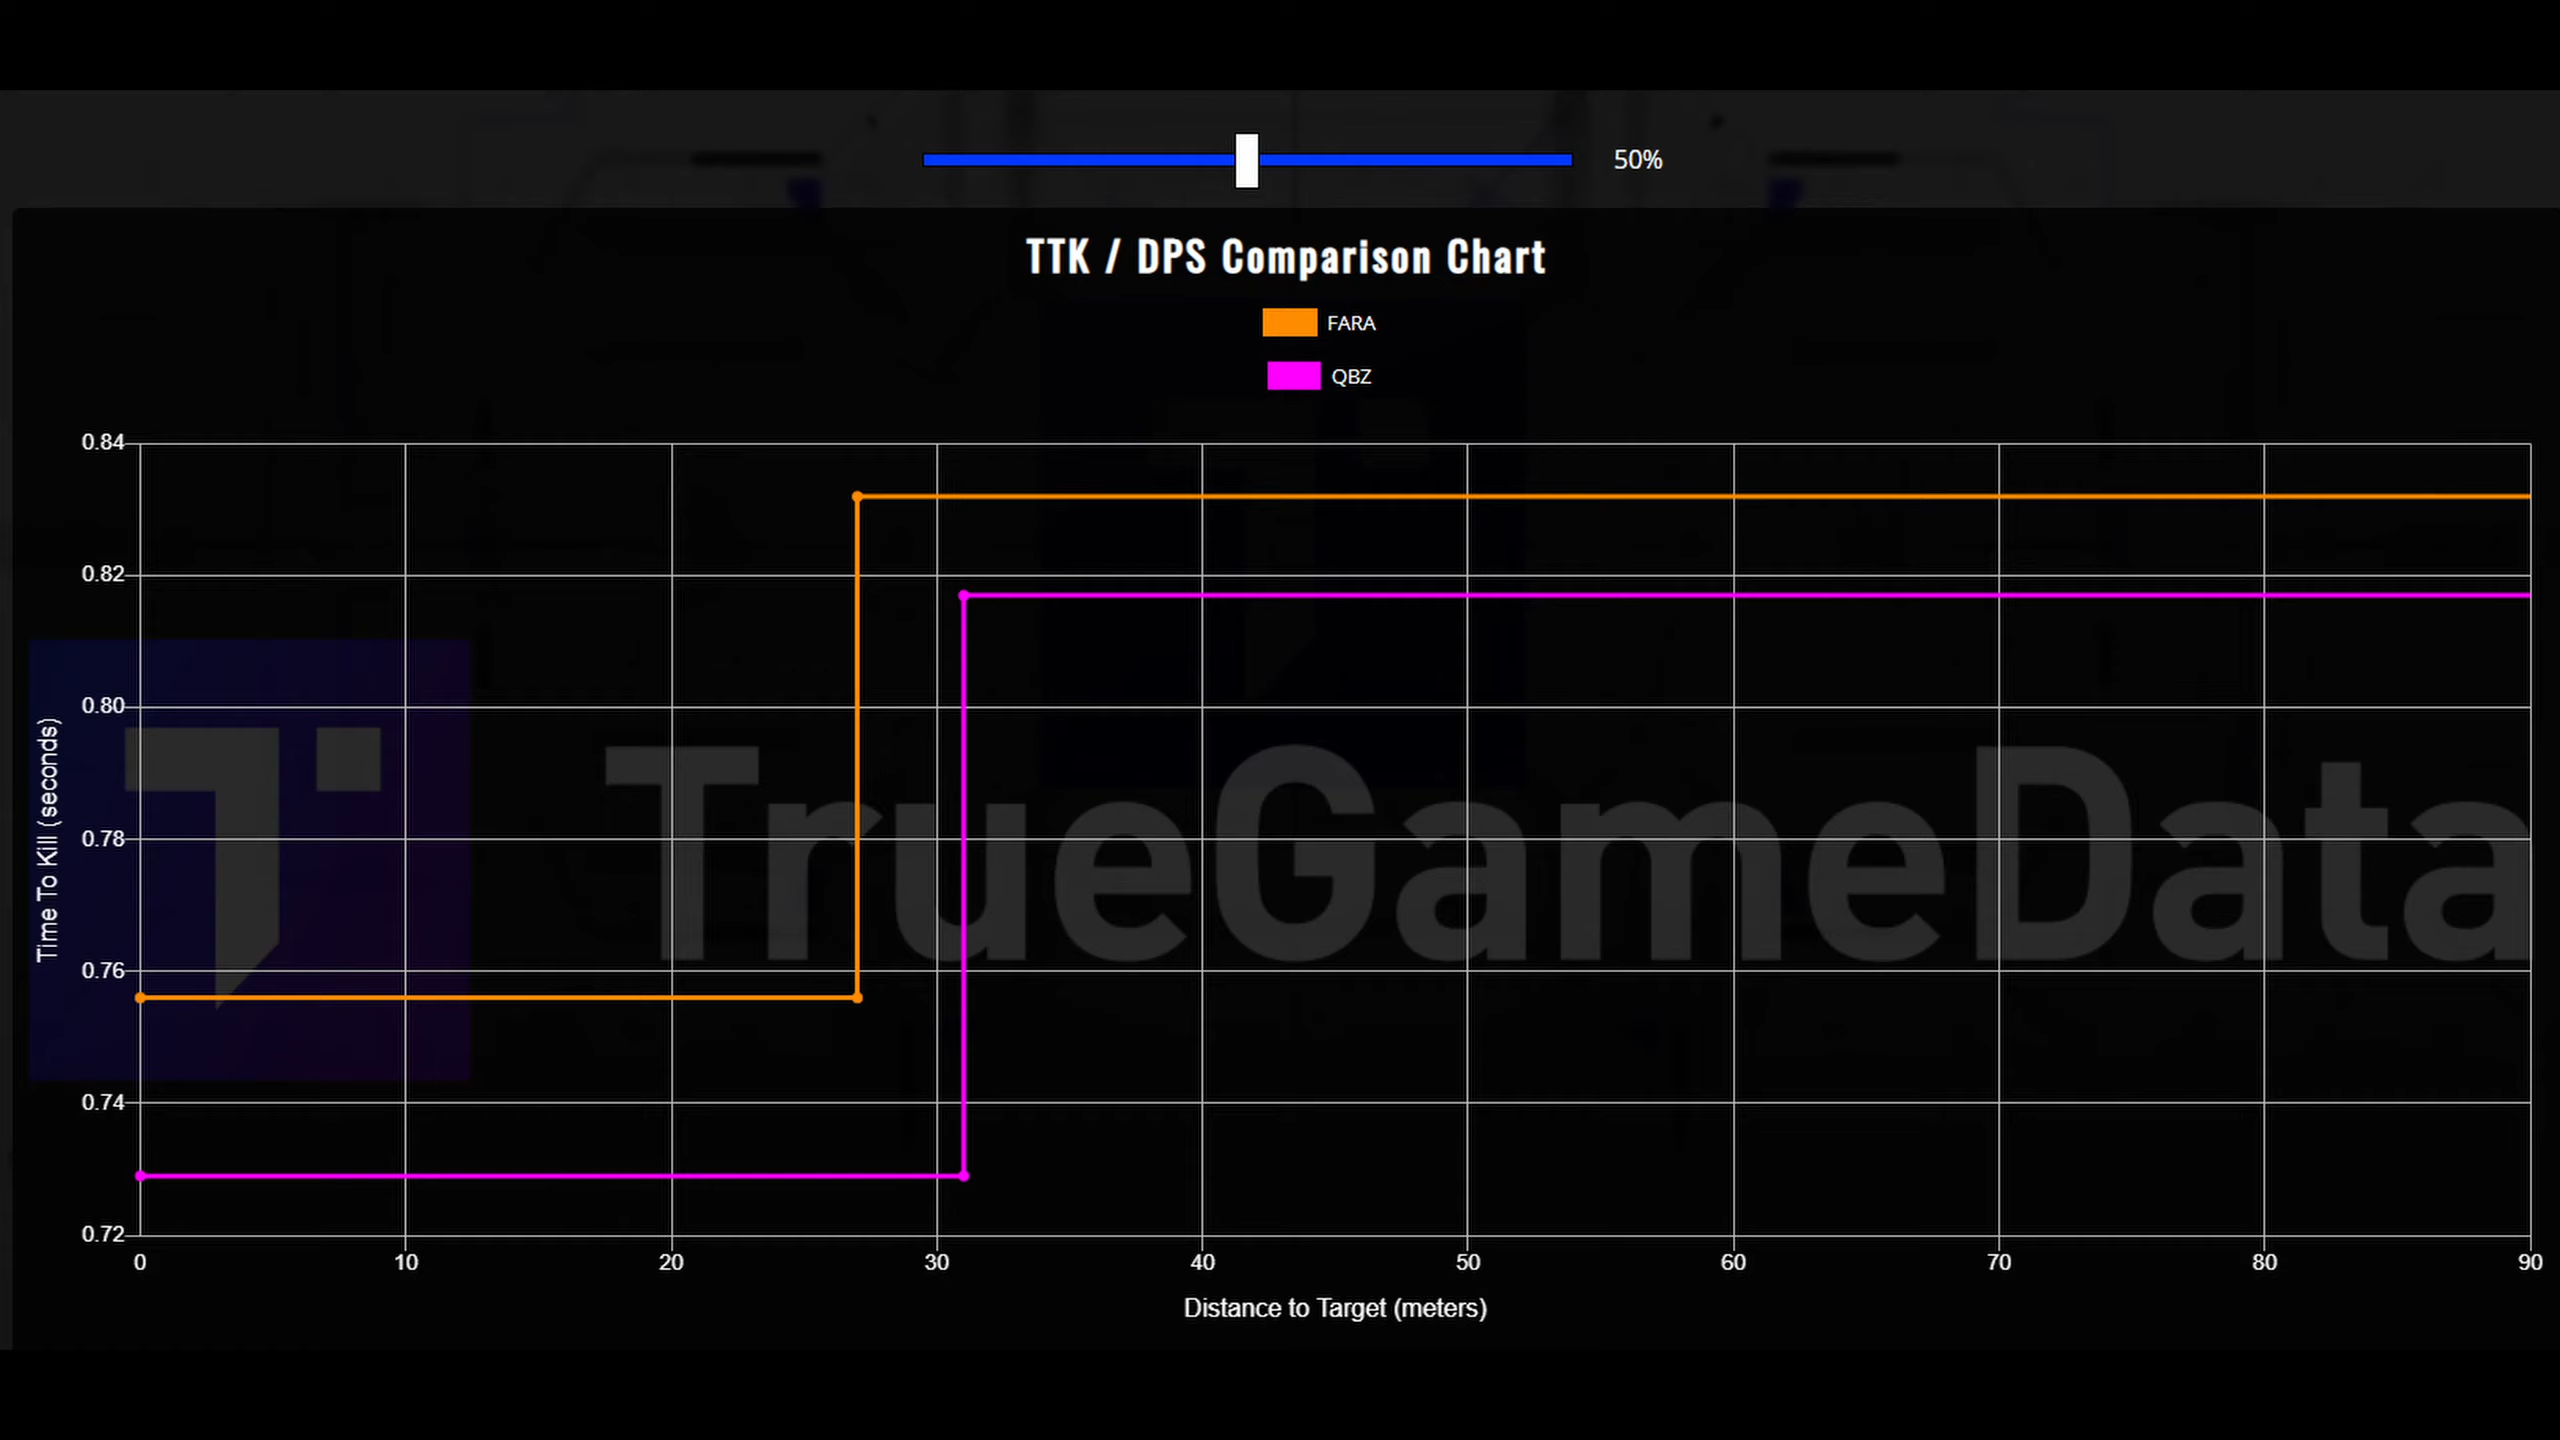 50%
TTK / DPS Comparison Chart
FARA
QBZ
0.84
0.82
0.80
0.78
0.76
0.74
0.72
Time To Kill (seconds)
TrueGameData
0 10 20 30 40 50 60 70 80 90
Distance to Target (meters)